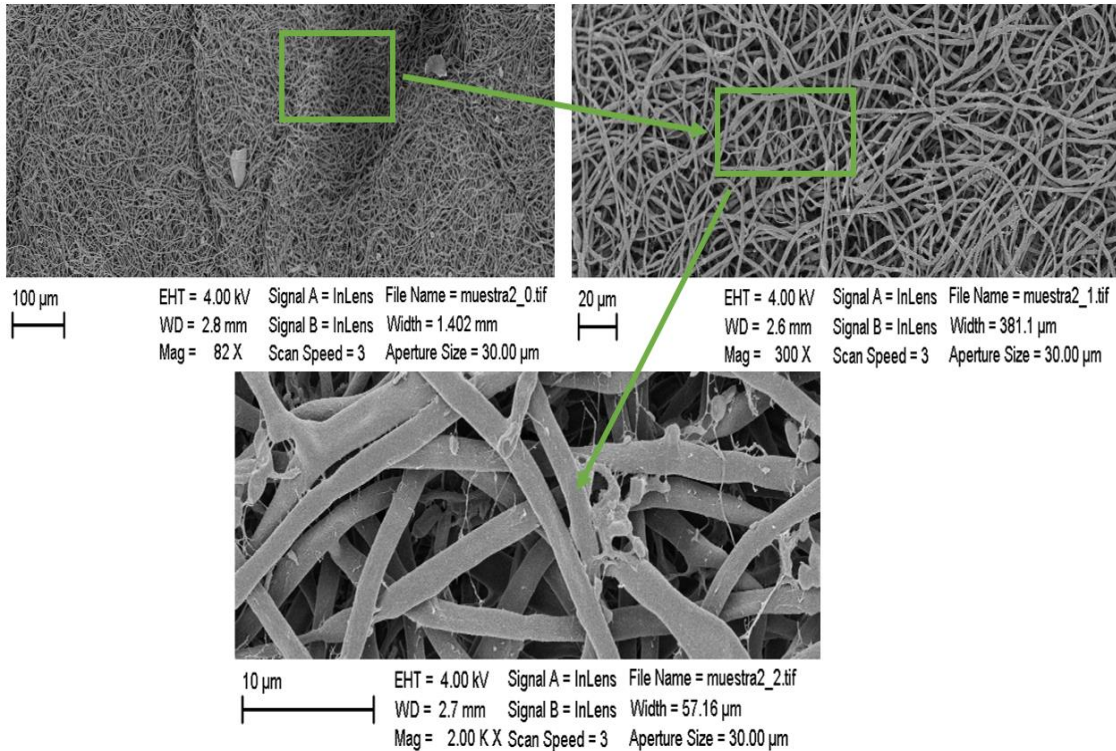 100 µm
EHT = 4.00 kV Signal A = InLens File Name = muestra2_0.tif
WD = 2.8 mm Signal B = InLens Width = 1.402 mm
Mag = 82 X Scan Speed = 3 Aperture Size = 30.00 µm
20 µm
EHT = 4.00 kV Signal A = InLens File Name = muestra2_1.tif
WD = 2.6 mm Signal B = InLens Width = 381.1 µm
Mag = 300 X Scan Speed = 3 Aperture Size = 30.00 µm
10 µm
EHT = 4.00 kV Signal A = InLens File Name = muestra2_2.tif
WD = 2.7 mm Signal B = InLens Width = 57.16 µm
Mag = 2.00 K X Scan Speed = 3 Aperture Size = 30.00 µm